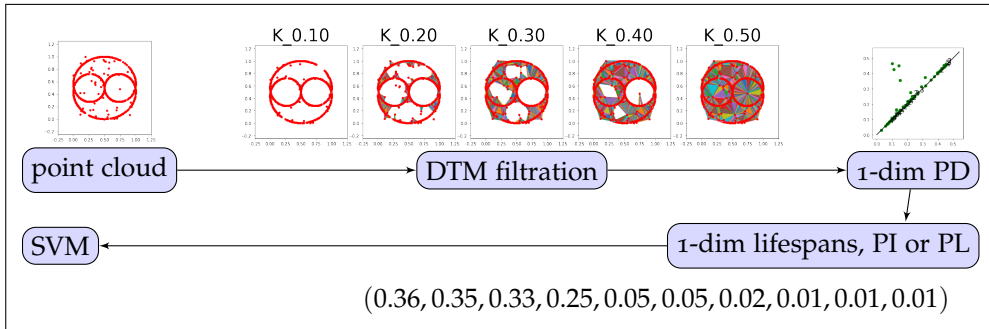 K_0.10 K_0.20 K_0.30 K_0.40 K_0.50
point cloud DTM filtration 1-dim PD
SVM 1-dim lifespans, PI or PL
(0.36, 0.35, 0.33, 0.25, 0.05, 0.05, 0.02, 0.01, 0.01, 0.01)